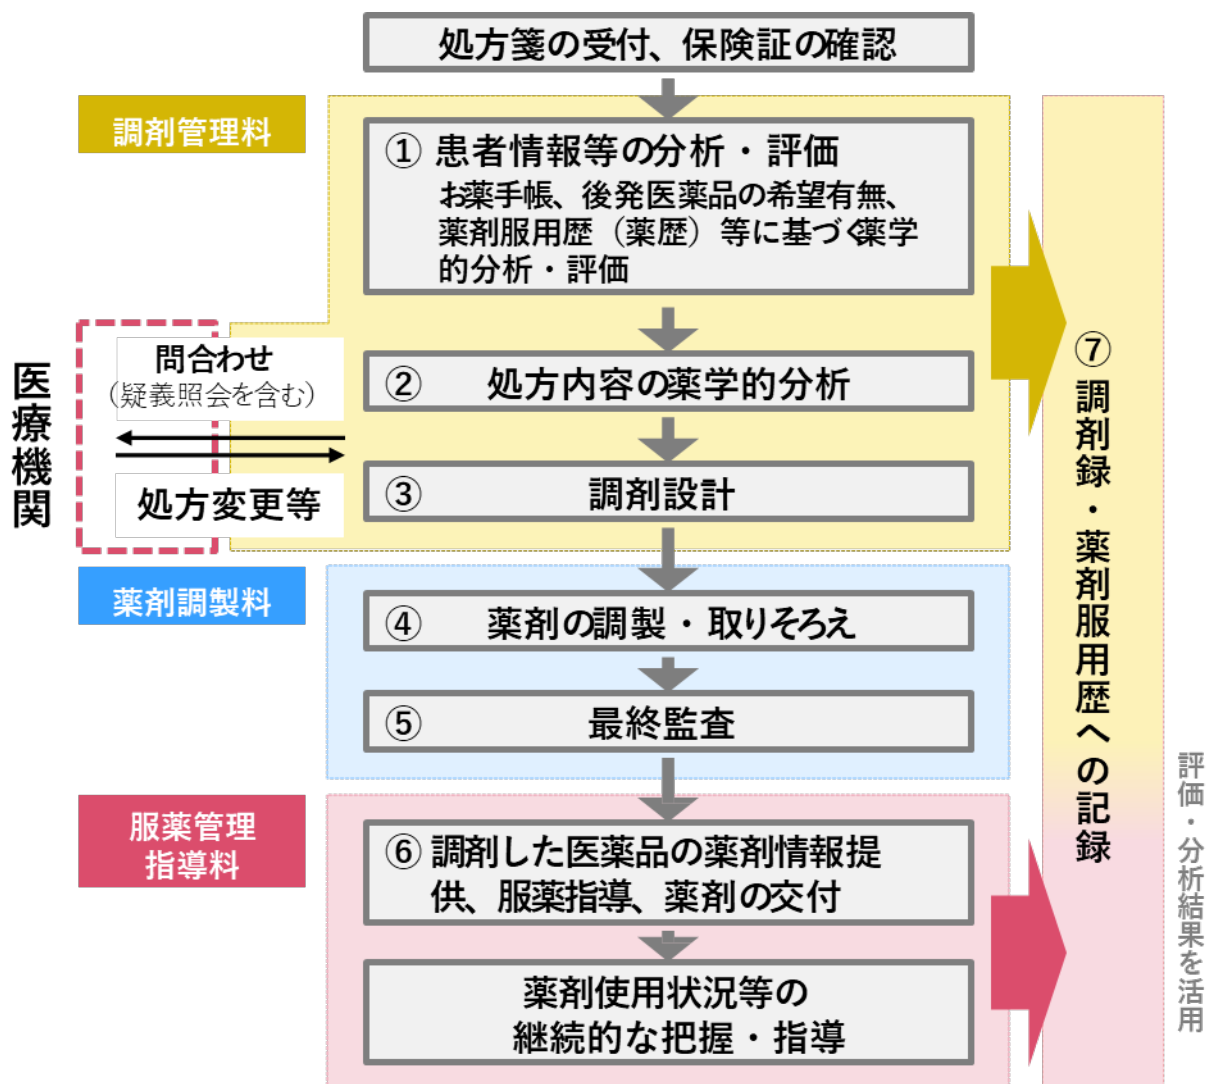 処方箋の受付、保険証の確認
調剤管理料
① 患者情報等の分析・評価
お薬手帳、後発医薬品の希望有無、
薬剤服用歴（薬歴）等に基づく薬学
的分析・評価
医療機関
問合わせ
（疑義照会を含む）
処方変更等
② 処方内容の薬学的分析
③ 調剤設計
薬剤調製料
④ 薬剤の調製・取りそろえ
⑤ 最終監査
服薬管理
指導料
⑥ 調剤した医薬品の薬剤情報提
供、服薬指導、薬剤の交付
薬剤使用状況等の
継続的な把握・指導
⑦調剤録・薬剤服用歴への記録
評価・分析結果を活用